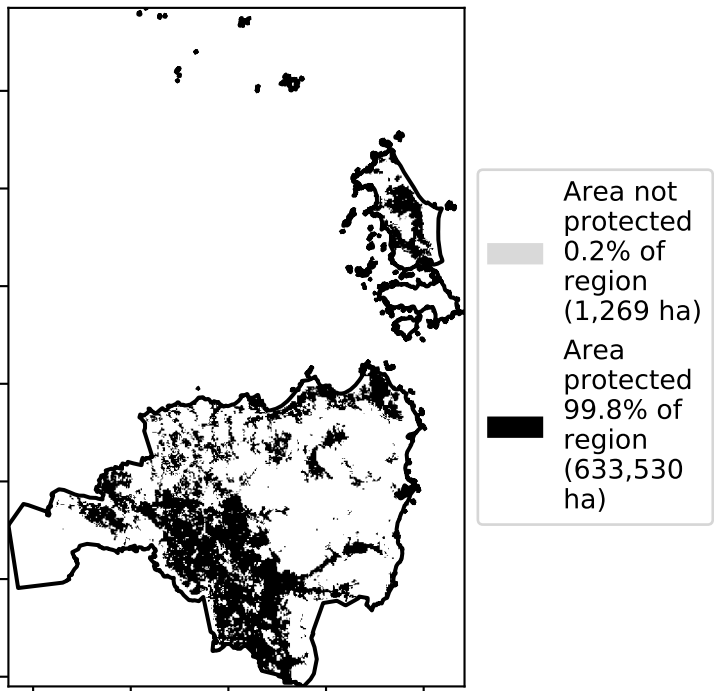 Area not
protected
0.2% of
region
(1,269 ha)
Area
protected
99.8% of
region
(633,530
ha)